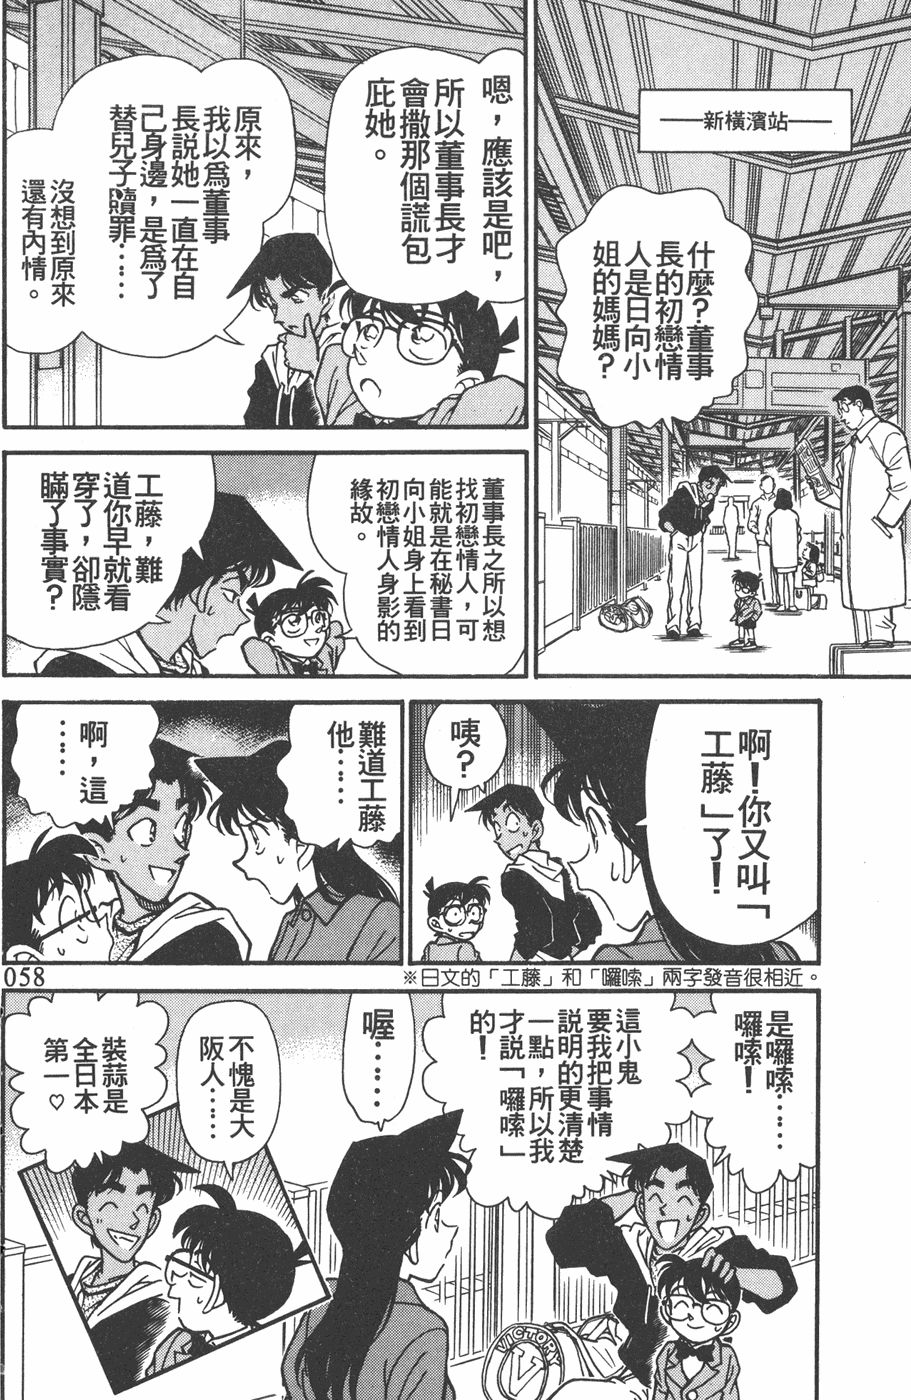 ——新橫濱站——
什麼？董事
長的初戀情
人是日向小
姐的媽媽？
嗯，應該是吧，
所以董事長才
會撒那個謊包
庇她。
原來，
我以為董事
長說她一直在自
己身邊，是為了
替兒子贖罪……
沒想到原來
還有內情。
董事長之所以想
找初戀情人，可
能就是在秘書日
向小姐身上看到
初戀情人身影的
緣故。
工藤，難
道你早就看
穿了，卻隱
瞞了事實？
啊！你又叫「
工藤」了！
咦？
難道工藤
他……
啊，這
……
058
※日文的「工藤」和「囉嗦」兩字發音很相近。
是囉嗦……
囉嗦！
這小鬼
要我把事情
說明的更清楚
一點，所以我
才說「囉嗦」
的！
喔……
不愧是大
阪人……
裝蒜是
全日本
第一♡
VICTORY
V